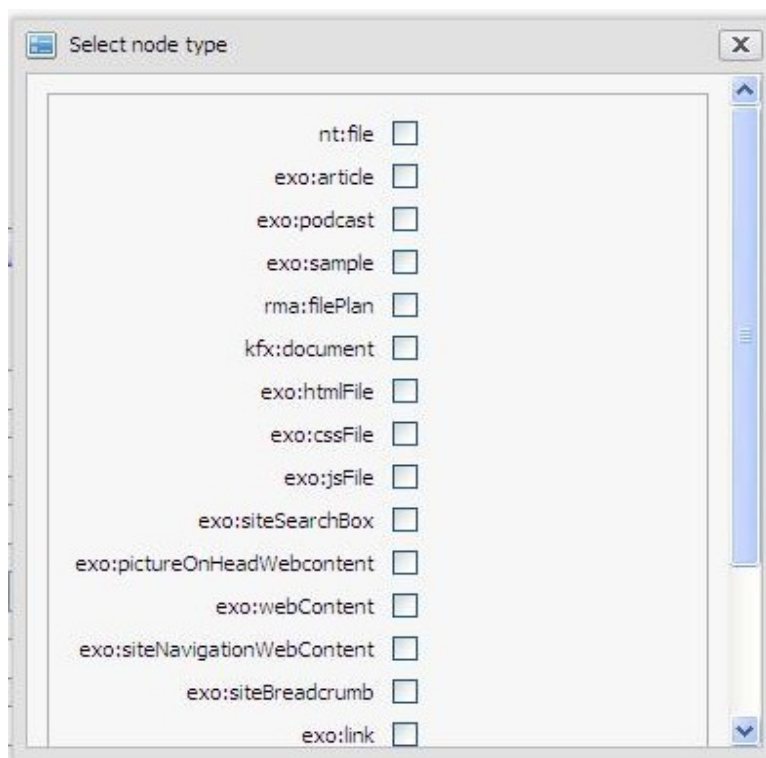 Select node type
nt:file
exo:article
exo:podcast
exo:sample
rma:filePlan
kfx:document
exo:htmlFile
exo:cssFile
exo:jsFile
exo:siteSearchBox
exo:pictureOnHeadWebcontent
exo:webContent
exo:siteNavigationWebContent
exo:siteBreadcrumb
exo:link